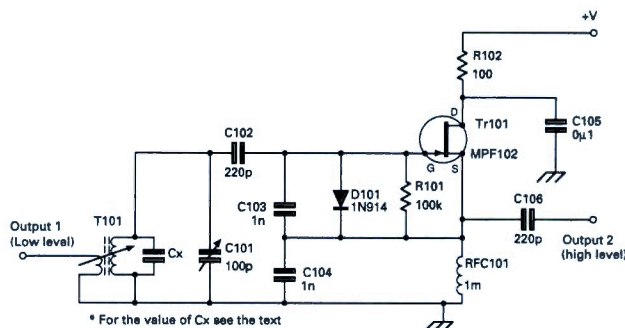 +V
R102
100
D
Tr101
C105
0µ1
MPF102
G
S
C102
220p
C103
1n
D101
1N914
R101
100k
C106
220p
Output 2
(high level)
Output 1
(Low level)
T101
Cx
C101
100p
C104
1n
RFC101
1m
* For the value of Cx see the text